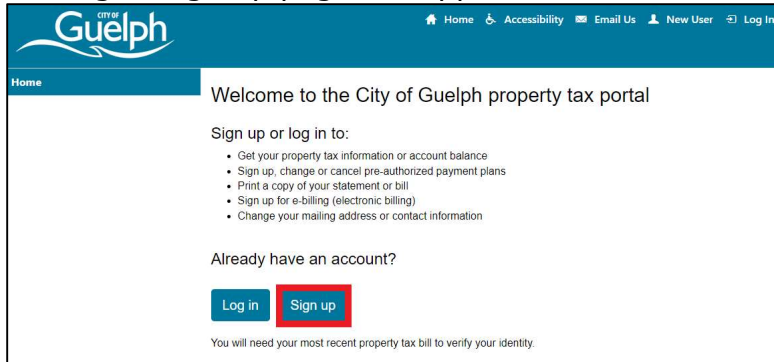 CITY OF
Guelph
Home Accessibility Email Us New User Log In
Home
Welcome to the City of Guelph property tax portal
Sign up or log in to:
• Get your property tax information or account balance
• Sign up, change or cancel pre-authorized payment plans
• Print a copy of your statement or bill
• Sign up for e-billing (electronic billing)
• Change your mailing address or contact information
Already have an account?
Log in Sign up
You will need your most recent property tax bill to verify your identity.